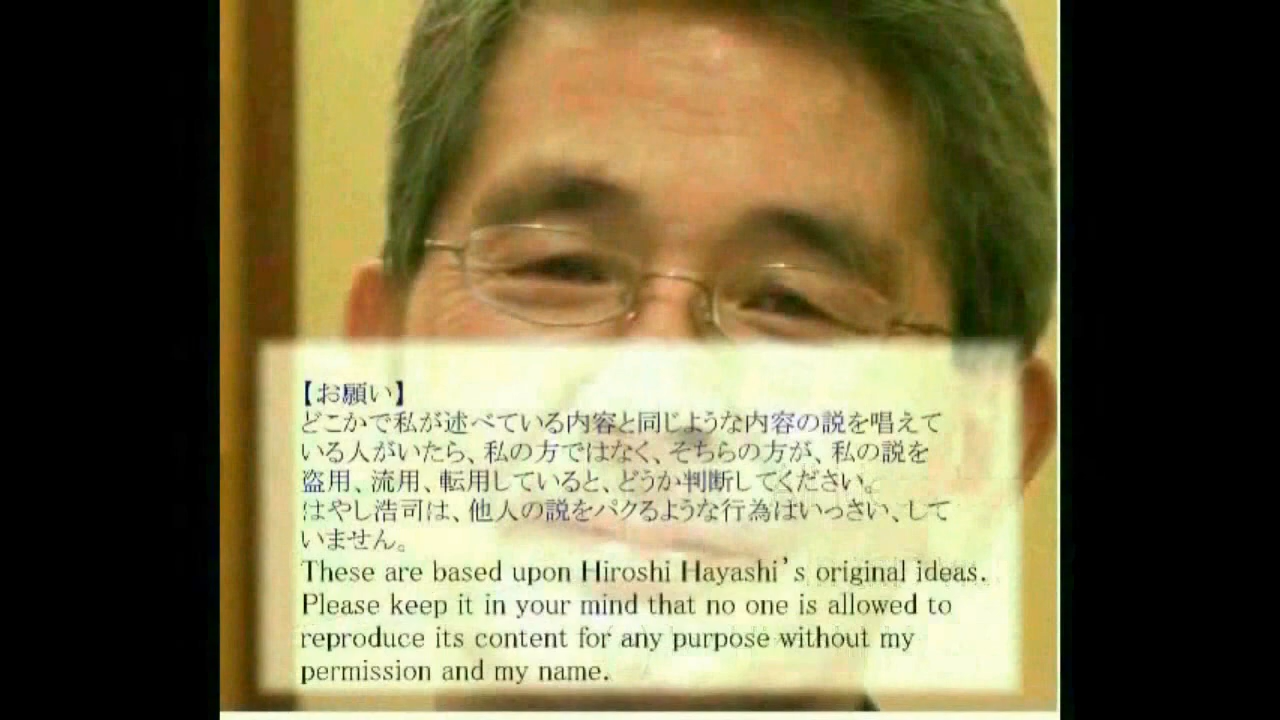 【お願い】
どこかで私が述べている内容と同じような内容の説を唱えて
いる人がいたら、私の方ではなく、そちらの方が、私の説を
盗用、流用、転用していると、どうか判断してください。
はやし浩司は、他人の説をパクるような行為はいっさい、して
いません。
These are based upon Hiroshi Hayashi’s original ideas.
Please keep it in your mind that no one is allowed to
reproduce its content for any purpose without my
permission and my name.